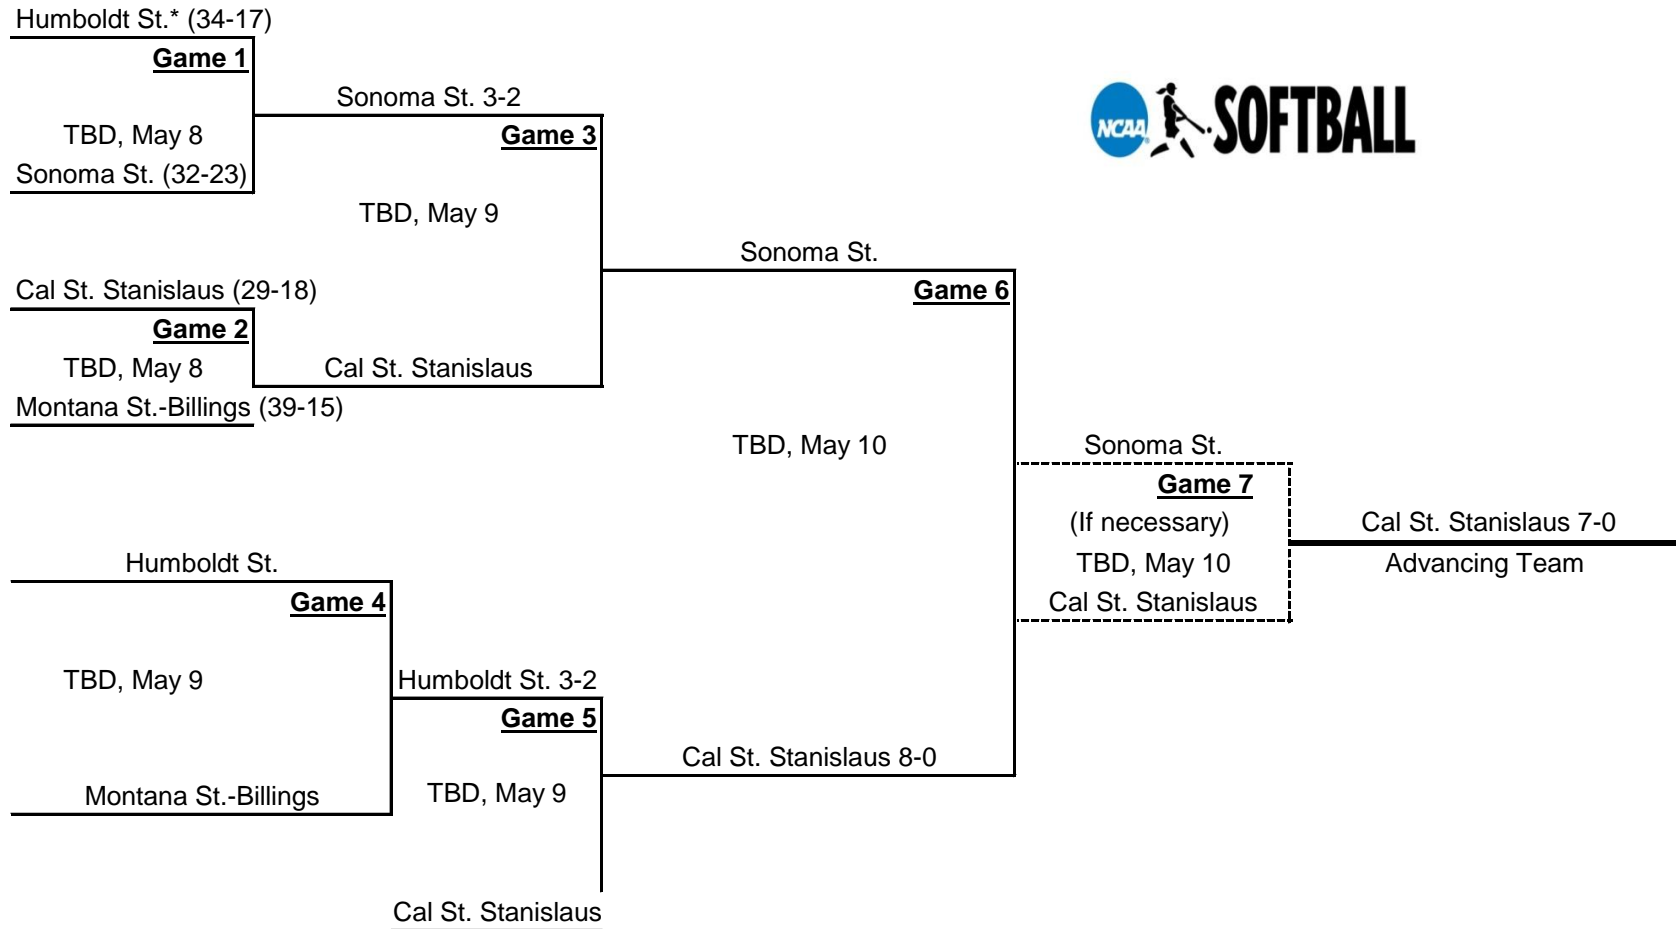 Humboldt St.* (34-17)
Game 1
Sonoma St. 3-2
TBD, May 8
Game 3
Sonoma St. (32-23)
TBD, May 9
NCAA SOFTBALL
Sonoma St.
Cal St. Stanislaus (29-18)
Game 6
Game 2
TBD, May 8
Cal St. Stanislaus
Montana St.-Billings (39-15)
TBD, May 10
Sonoma St.
Game 7
(If necessary)
Cal St. Stanislaus 7-0
Humboldt St.
TBD, May 10
Advancing Team
Game 4
Cal St. Stanislaus
TBD, May 9
Humboldt St. 3-2
Game 5
Cal St. Stanislaus 8-0
Montana St.-Billings
TBD, May 9
Cal St. Stanislaus